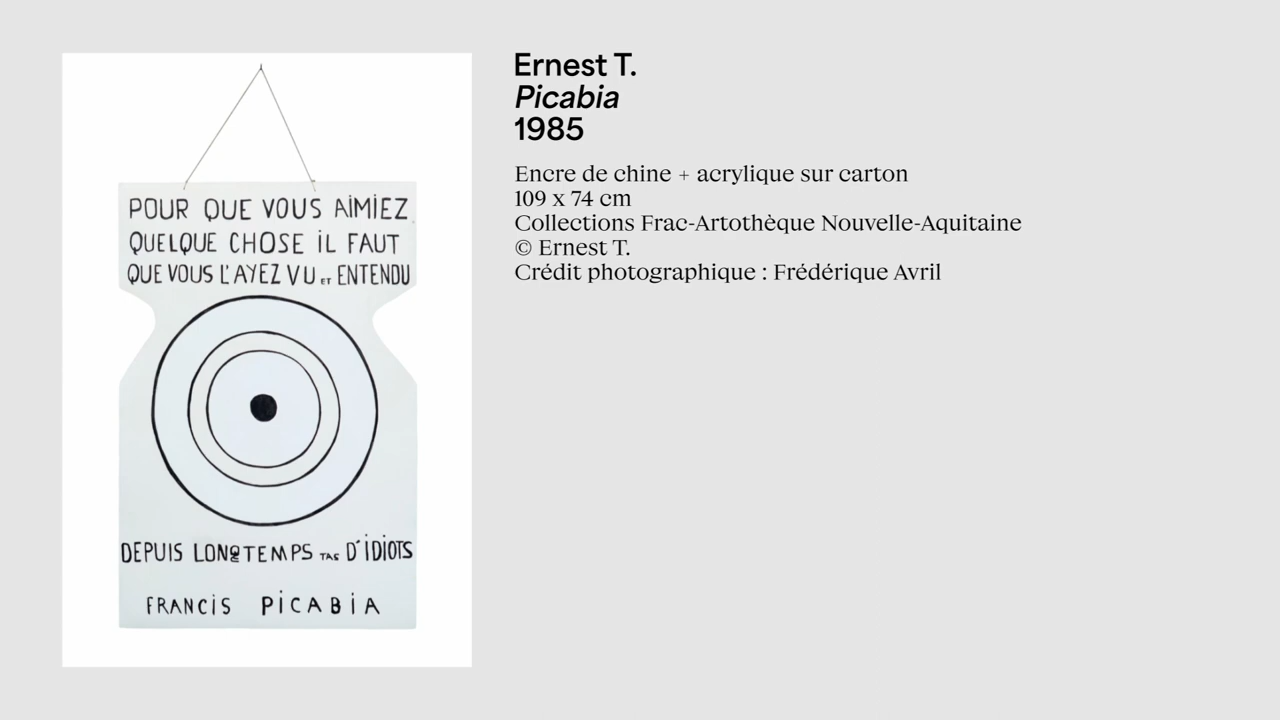 POUR QUE VOUS AIMIEZ
QUELQUE CHOSE IL FAUT
QUE VOUS L'AYEZ VU ET ENTENDU
DEPUIS LONGTEMPS TAS D'IDIOTS
FRANCIS PICABIA
Ernest T.
Picabia
1985
Encre de chine + acrylique sur carton
109 x 74 cm
Collections Frac-Artothèque Nouvelle-Aquitaine
© Ernest T.
Crédit photographique : Frédérique Avril